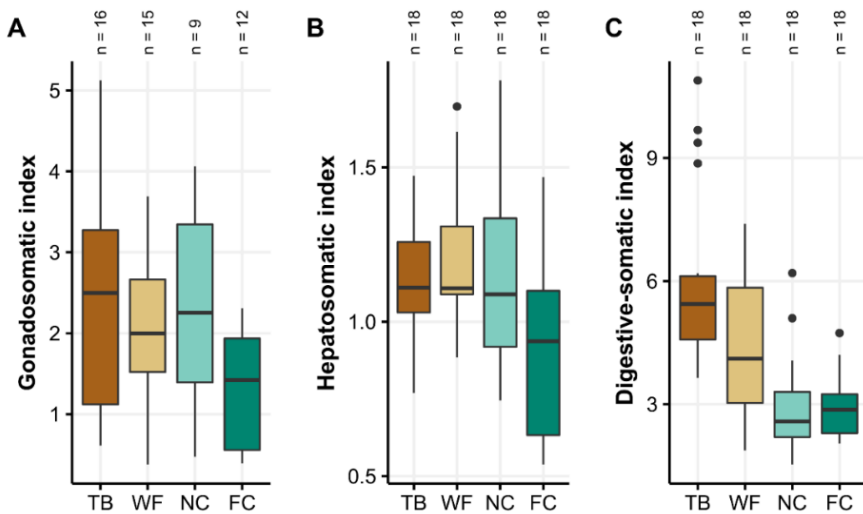 A
n = 16
n = 15
n = 9
n = 12
Gonadosomatic index
5
4
3
2
1
TB WF NC FC
B
n = 18
n = 18
n = 18
n = 18
Hepatosomatic index
1.5
1.0
0.5
TB WF NC FC
C
n = 18
n = 18
n = 18
n = 18
Digestive-somatic index
9
6
3
TB WF NC FC